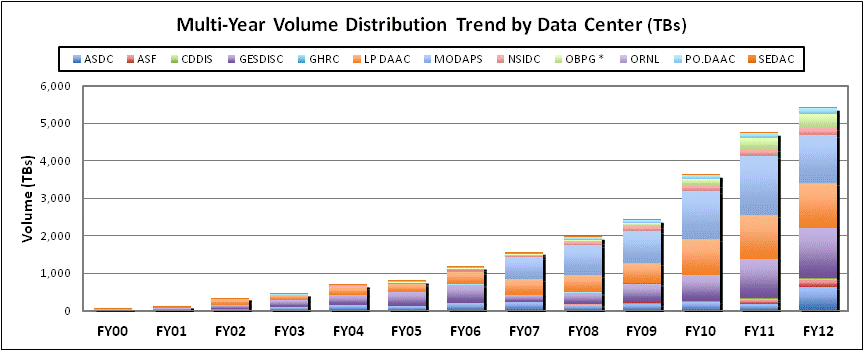 Multi-Year Volume Distribution Trend by Data Center (TBs)
ASDC ASF CDDIS GESDISC GHRC LP DAAC MODAPS NSIDC OBPG * ORNL PO.DAAC SEDAC
Volume (TBs)
6,000
5,000
4,000
3,000
2,000
1,000
0
FY00 FY01 FY02 FY03 FY04 FY05 FY06 FY07 FY08 FY09 FY10 FY11 FY12